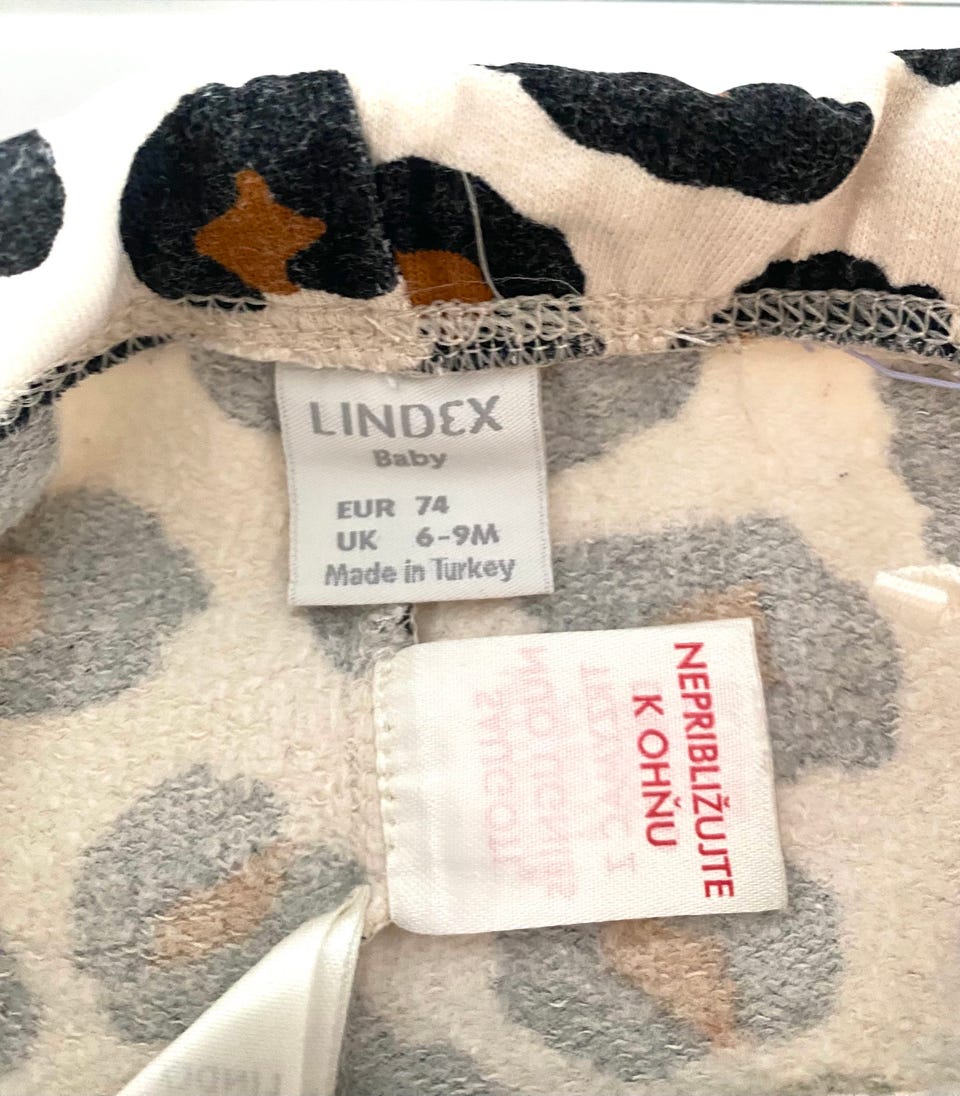 LINDEX
Baby
EUR 74
UK 6-9M
Made in Turkey
NEPRIBLIŽUJTE
K OHŇU